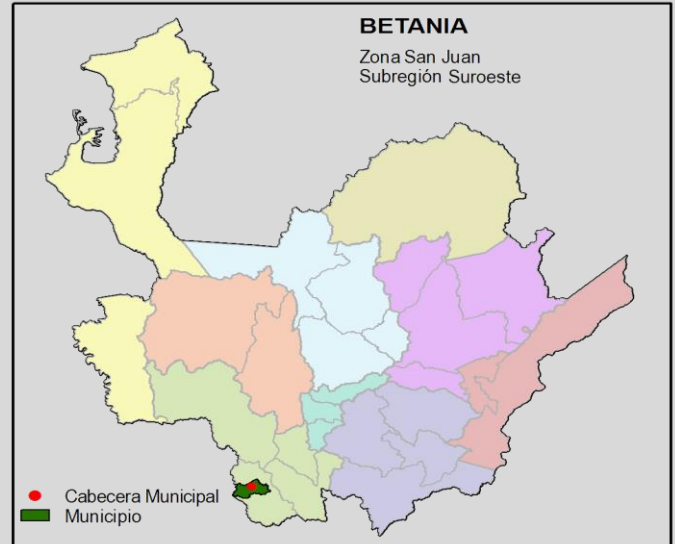 BETANIA
Zona San Juan
Subregión Suroeste
Cabecera Municipal
Municipio